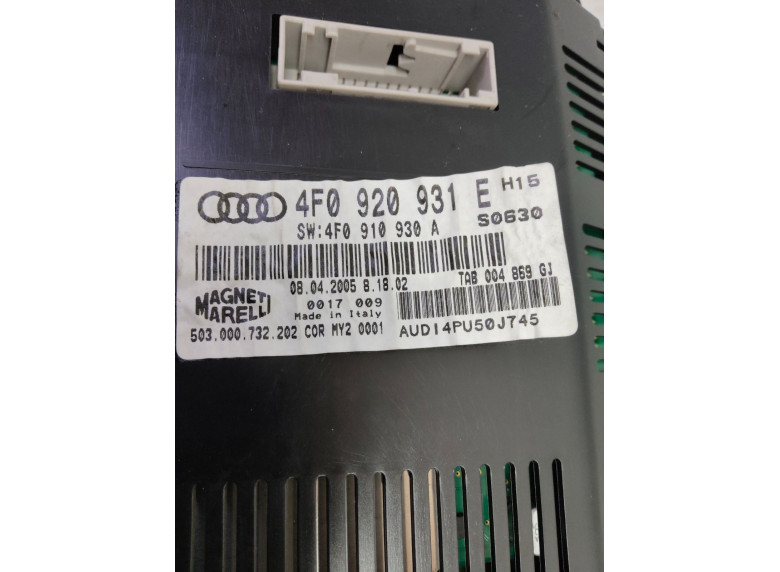 4F0 920 931 E H15
SW:4F0 910 930 A S0630
08.04.2005 8.18.02 TAB 004 869 GJ
MAGNETI MARELLI
0017 009
Made in Italy
503.000.732.202 COR MY2 0001 AUDI4PU50J745